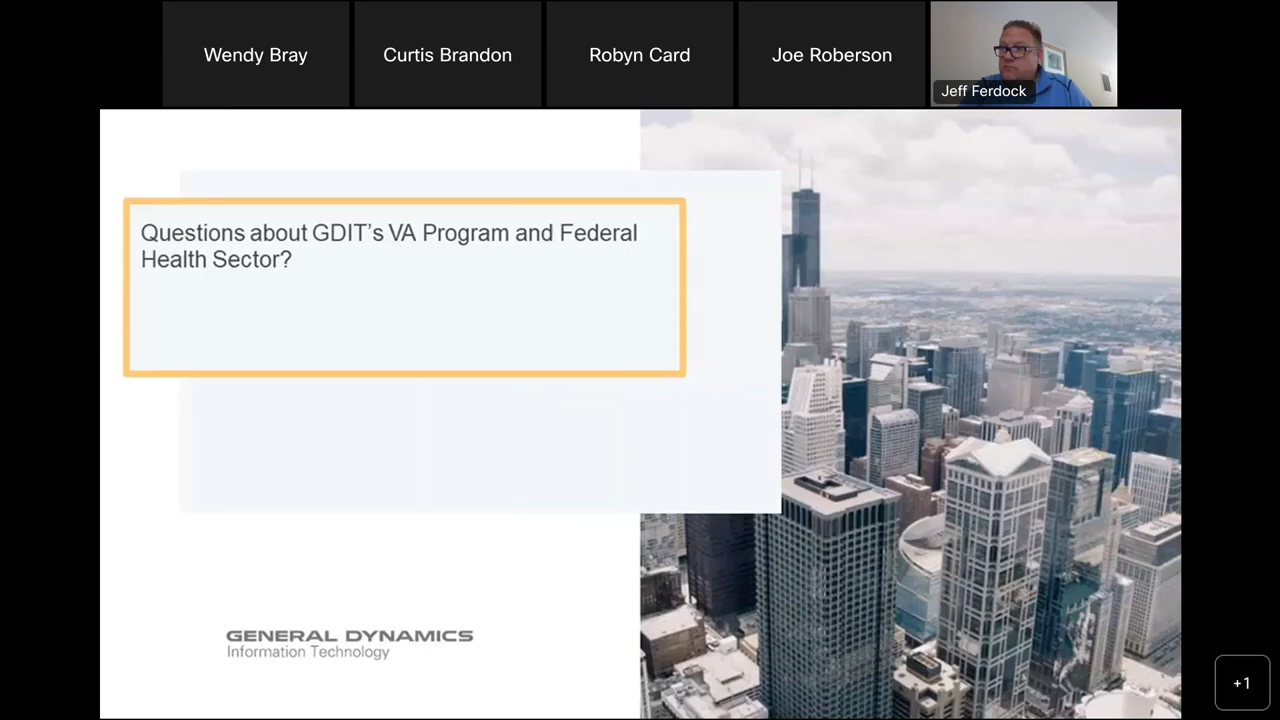 Wendy Bray
Curtis Brandon
Robyn Card
Joe Roberson
Jeff Ferdock
Questions about GDIT's VA Program and Federal
Health Sector?
GENERAL DYNAMICS
Information Technology
+1